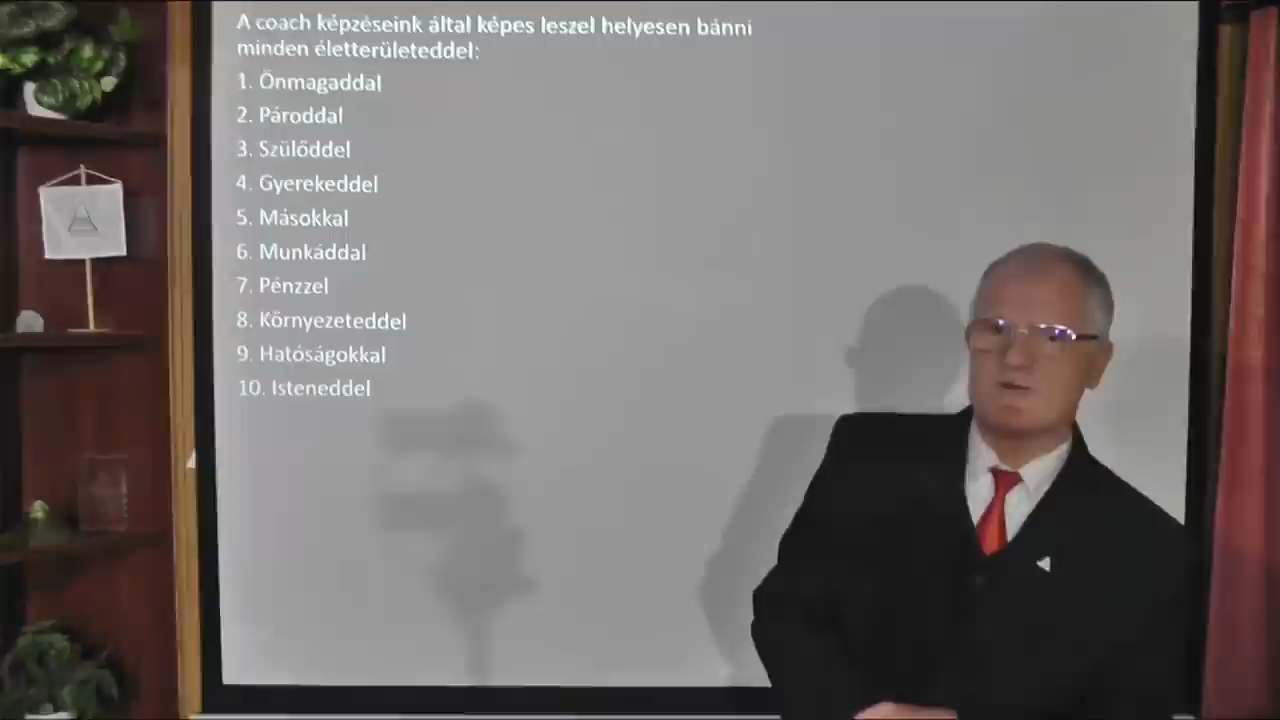 A coach képzéseink által képes leszel helyesen bánni
minden életterületeddel:
1. Önmagaddal
2. Pároddal
3. Szülőddel
4. Gyerekeddel
5. Másokkal
6. Munkáddal
7. Pénzzel
8. Környezeteddel
9. Hatóságokkal
10. Isteneddel